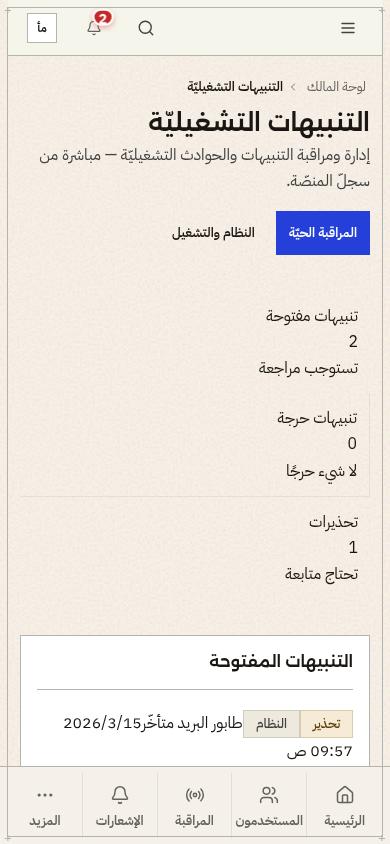 2
مأ
لوحة المالك › التنبيهات التشغيليّة
التنبيهات التشغيليّة
إدارة ومراقبة التنبيهات والحوادث التشغيليّة — مباشرة من
سجلّ المنصّة.
المراقبة الحيّة
النظام والتشغيل
تنبيهات مفتوحة
2
تستوجب مراجعة
تنبيهات حرجة
0
لا شيء حرجًا
تحذيرات
1
تحتاج متابعة
التنبيهات المفتوحة
تحذير النظام طابور البريد متأخّر 2026/3/15
09:57 ص
الرئيسية
المستخدمون
المراقبة
الإشعارات
المزيد